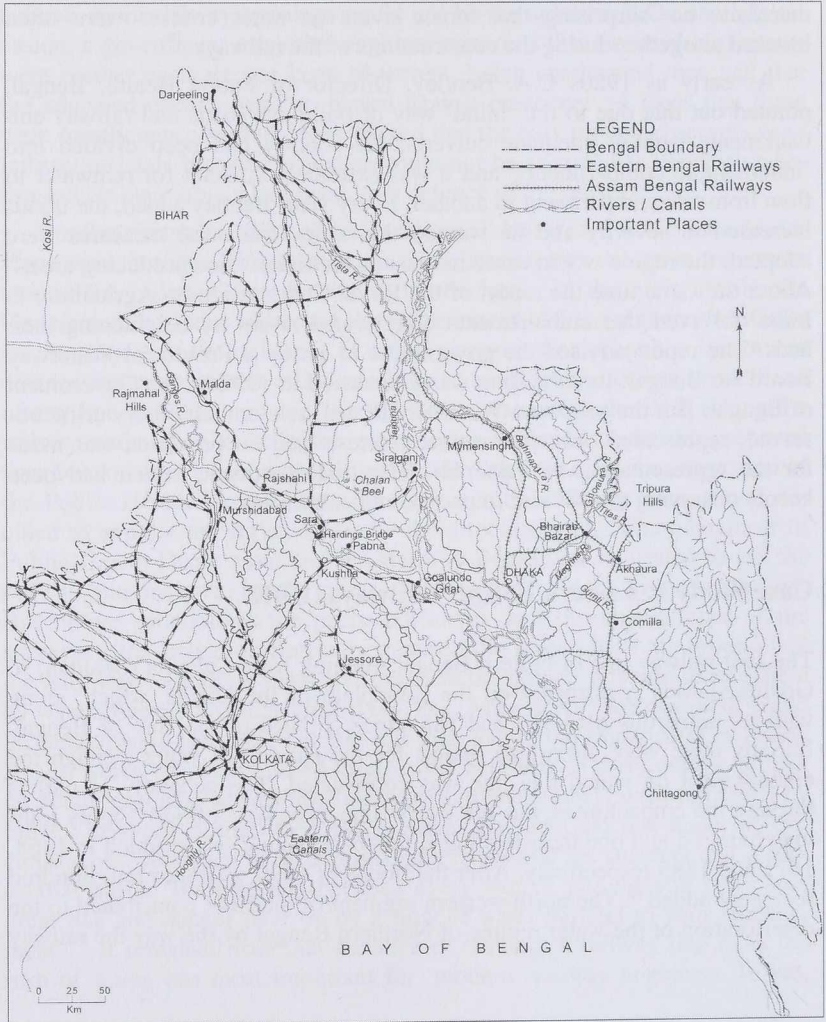 Darjeeling
LEGEND
Bengal Boundary
Eastern Bengal Railways
Assam Bengal Railways
Rivers / Canals
Important Places
BIHAR
Kosi R.
Tista R.
N
Rajmahal
Hills
Ganges R.
Malda
Jamuna R.
Mymensingh
Brahmaputra R.
Sirajganj
Chalan
Beel
Rajshahi
Murshidabad
Tripura
Hills
Titas R.
Sara
Hardinge Bridge
Pabna
Bhairab
Bazar
Meghna R.
Akhaura
Kushtia
Goalundo
Ghat
DHAKA
Gumti R.
Comilla
Jessore
KOLKATA
Chittagong
Hooghly R.
Eastern
Canals
BAY OF BENGAL
0 25 50
Km